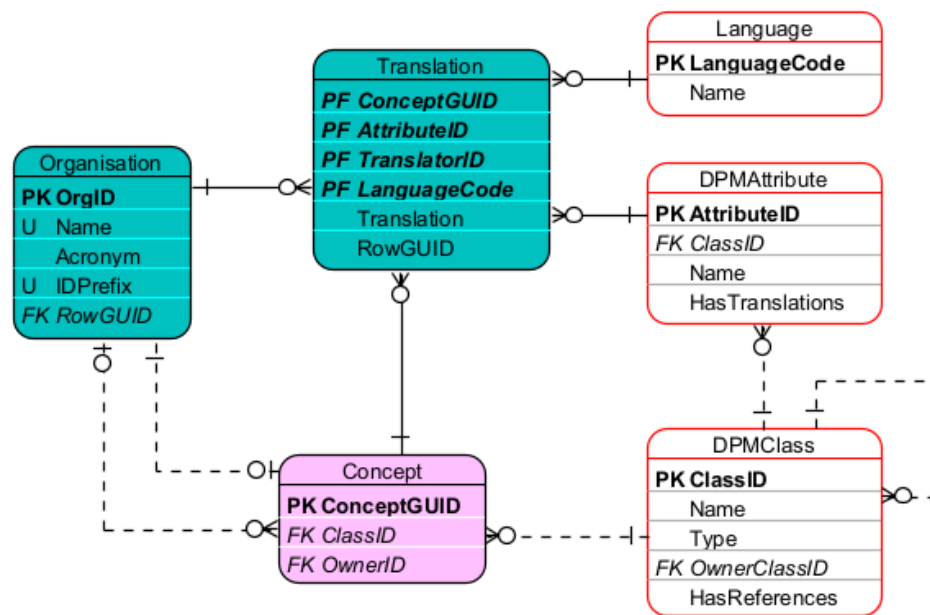 Language
PK LanguageCode
Name
Translation
PF ConceptGUID
PF AttributeID
PF TranslatorID
PF LanguageCode
Translation
RowGUID
Organisation
PK OrgID
U Name
Acronym
U IDPrefix
FK RowGUID
DPMAttribute
PK AttributeID
FK ClassID
Name
HasTranslations
Concept
PK ConceptGUID
FK ClassID
FK OwnerID
DPMClass
PK ClassID
Name
Type
FK OwnerClassID
HasReferences